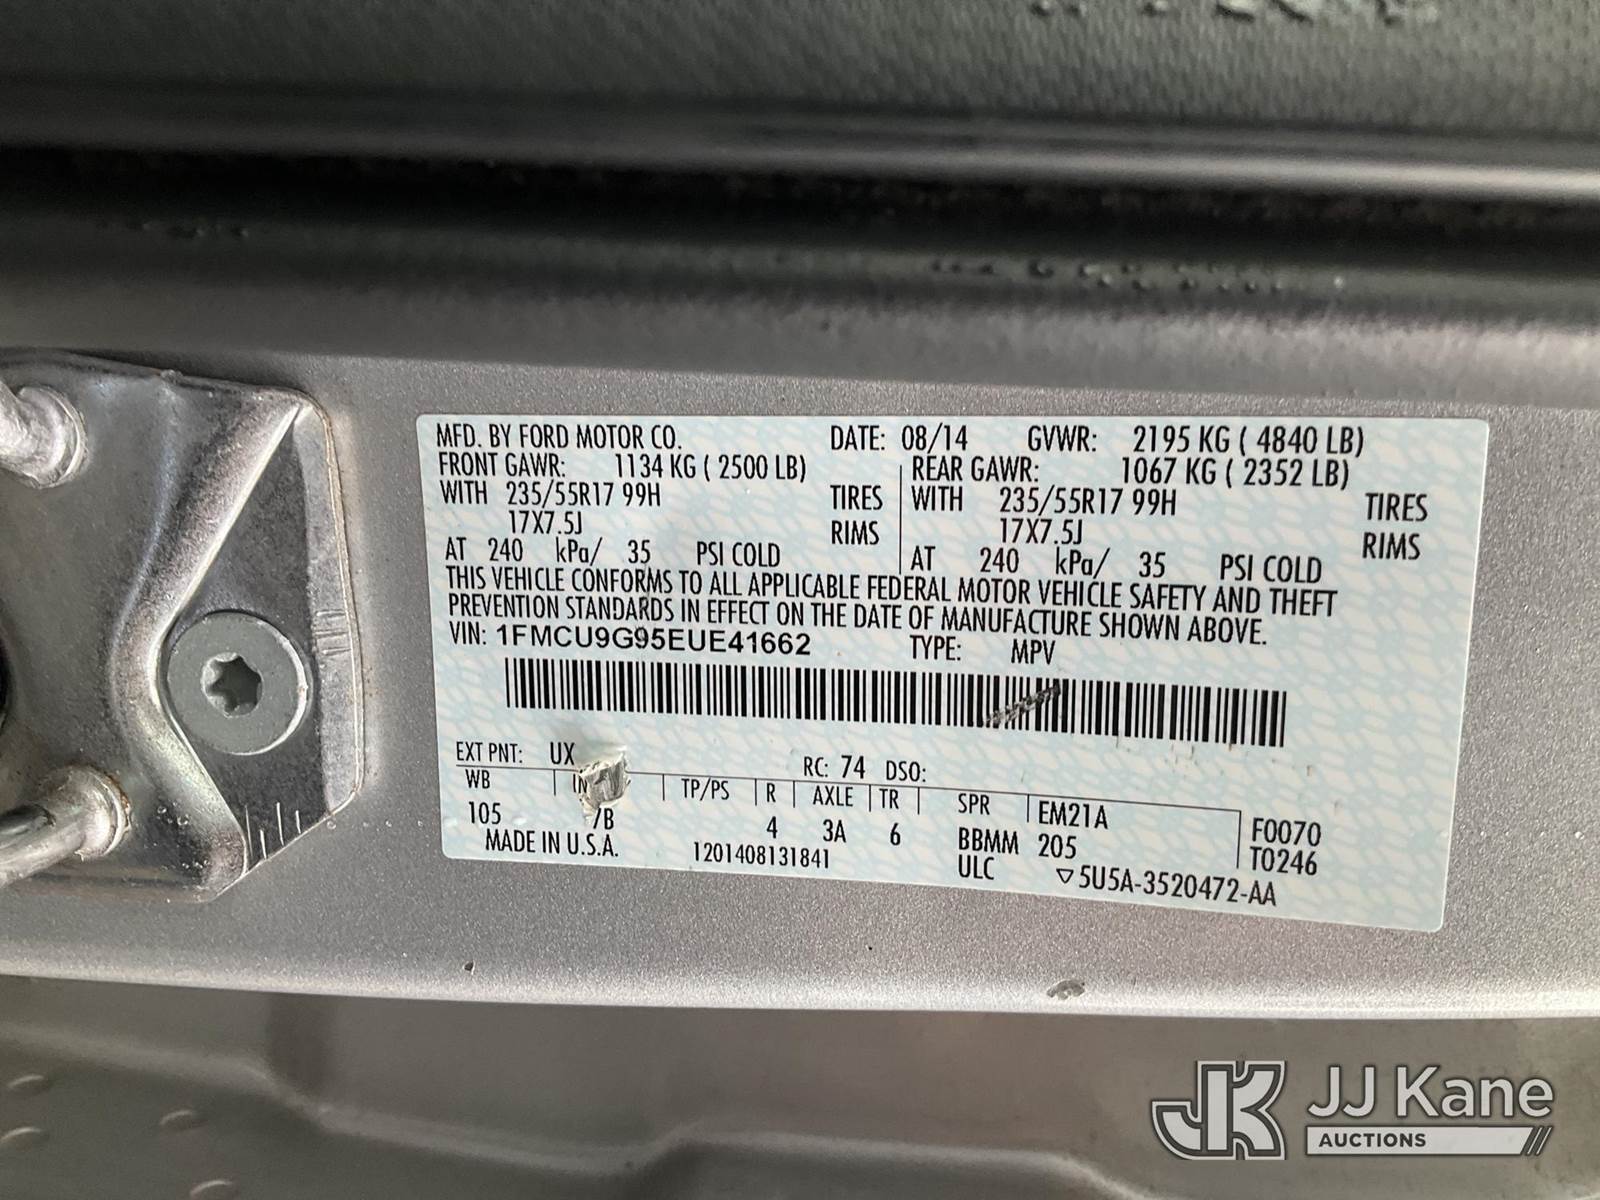 MFD. BY FORD MOTOR CO. DATE: 08/14 GVWR: 2195 KG ( 4840 LB)
FRONT GAWR: 1134 KG ( 2500 LB) REAR GAWR: 1067 KG ( 2352 LB)
WITH 235/55R17 99H TIRES WITH 235/55R17 99H TIRES
17X7.5J RIMS 17X7.5J RIMS
AT 240 kPa/ 35 PSI COLD AT 240 kPa/ 35 PSI COLD
THIS VEHICLE CONFORMS TO ALL APPLICABLE FEDERAL MOTOR VEHICLE SAFETY AND THEFT
PREVENTION STANDARDS IN EFFECT ON THE DATE OF MANUFACTURE SHOWN ABOVE.
VIN: 1FMCU9G95EUE41662 TYPE: MPV
EXT PNT: UX RC: 74 DSO:
WB TP/PS R AXLE TR SPR EM21A F0070
105 4 3A 6 BBMM 205 T0246
MADE IN U.S.A. 1201408131841 ULC ▽5U5A-3520472-AA
JK JJ Kane
AUCTIONS